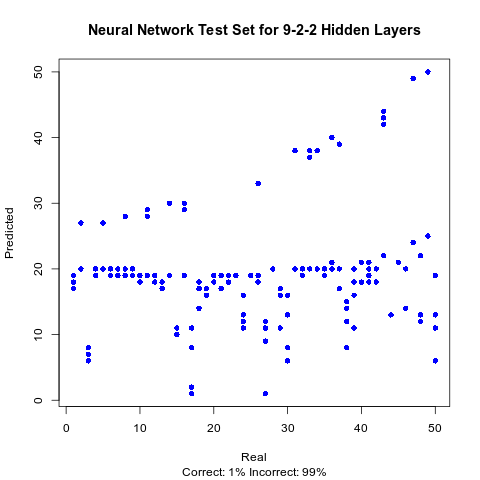 Neural Network Test Set for 9-2-2 Hidden Layers
Predicted
50
40
30
20
10
0
0 10 20 30 40 50
Real
Correct: 1% Incorrect: 99%